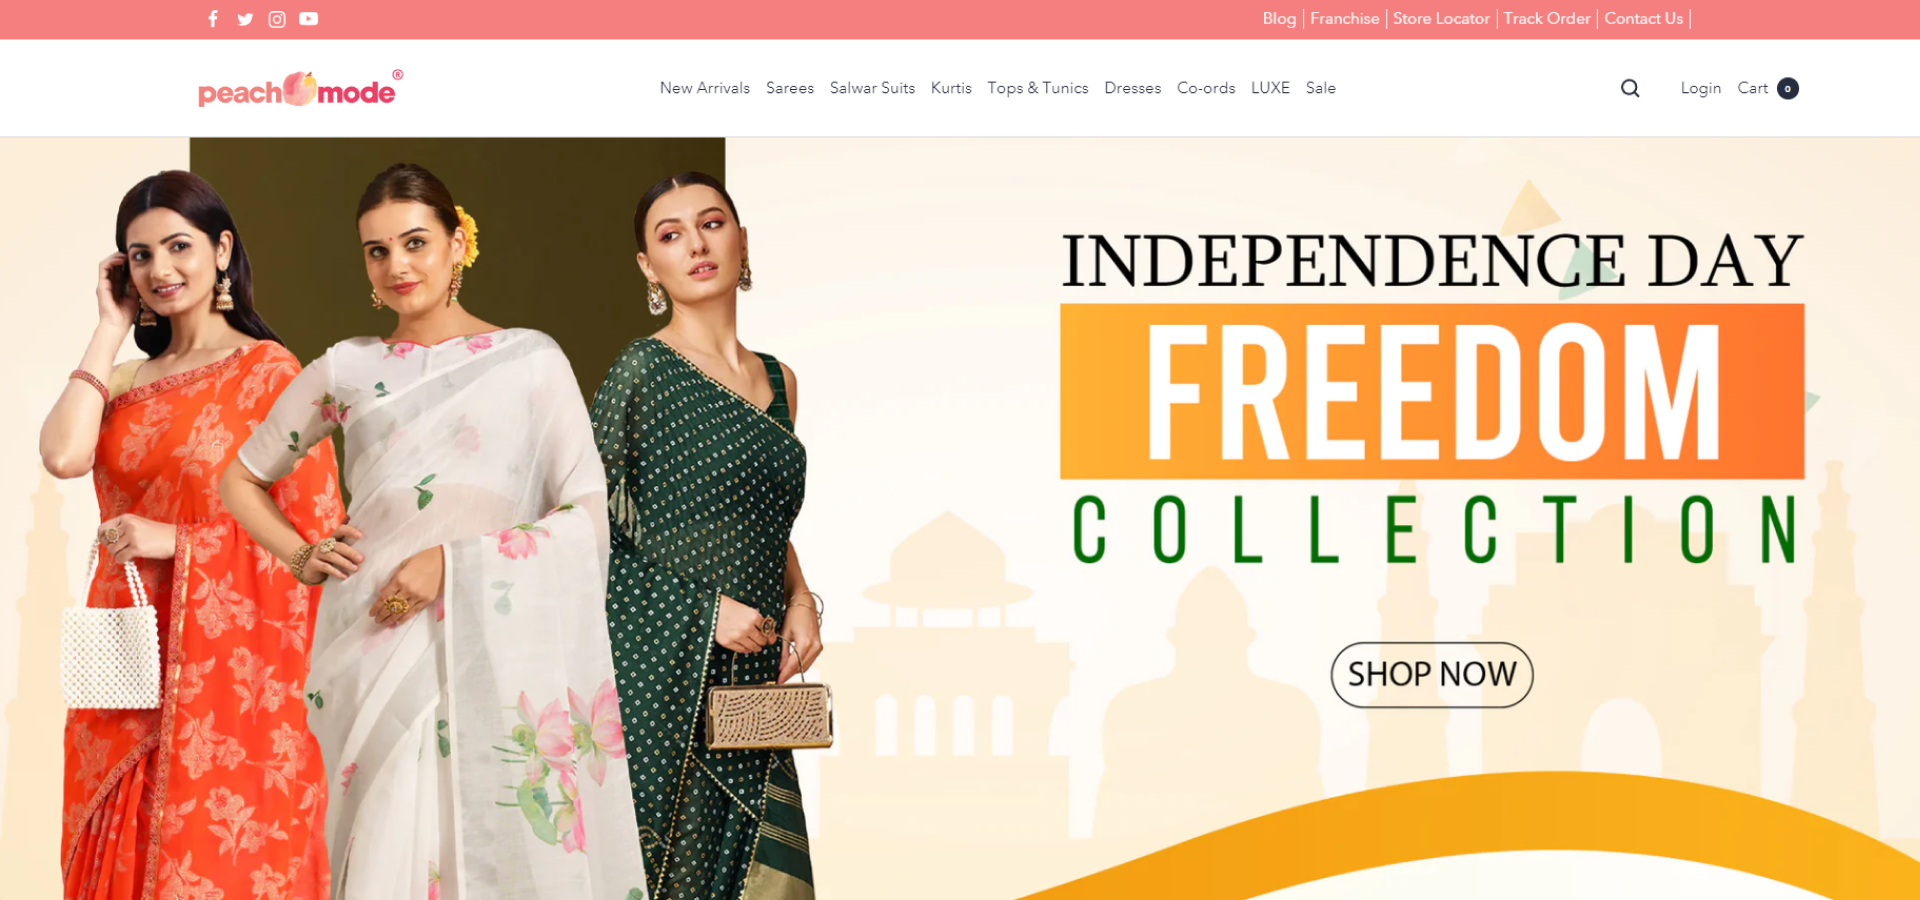 Blog | Franchise | Store Locator | Track Order | Contact Us |
peachmode®
New Arrivals Sarees Salwar Suits Kurtis Tops & Tunics Dresses Co-ords LUXE Sale
Login Cart 0
INDEPENDENCE DAY
FREEDOM
COLLECTION
SHOP NOW